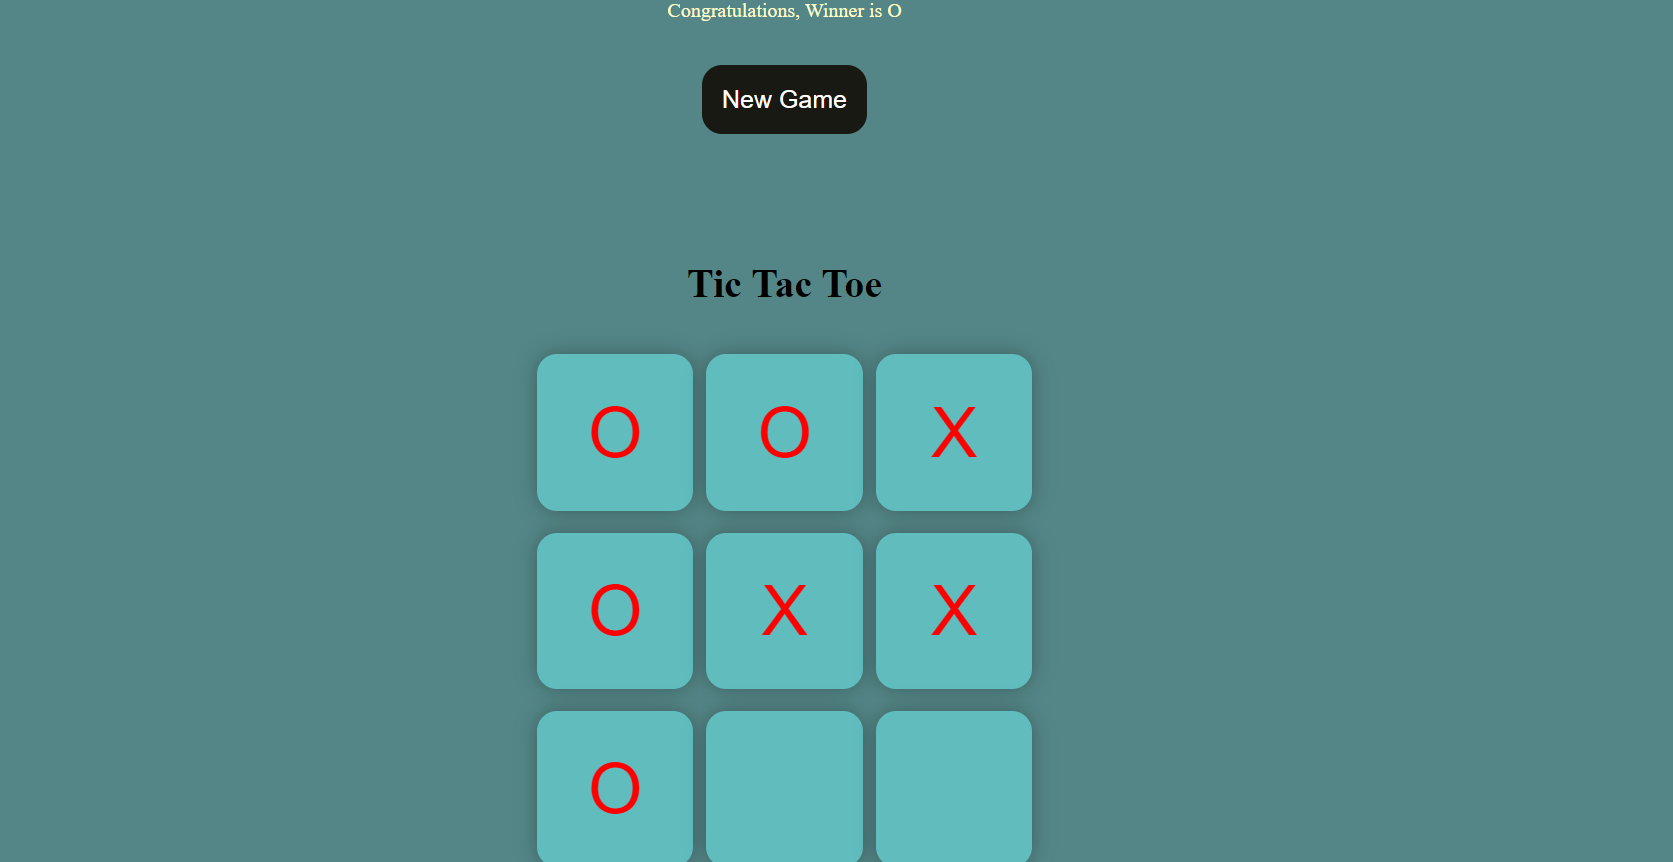 Congratulations, Winner is O
New Game
Tic Tac Toe
O O X
O X X
O